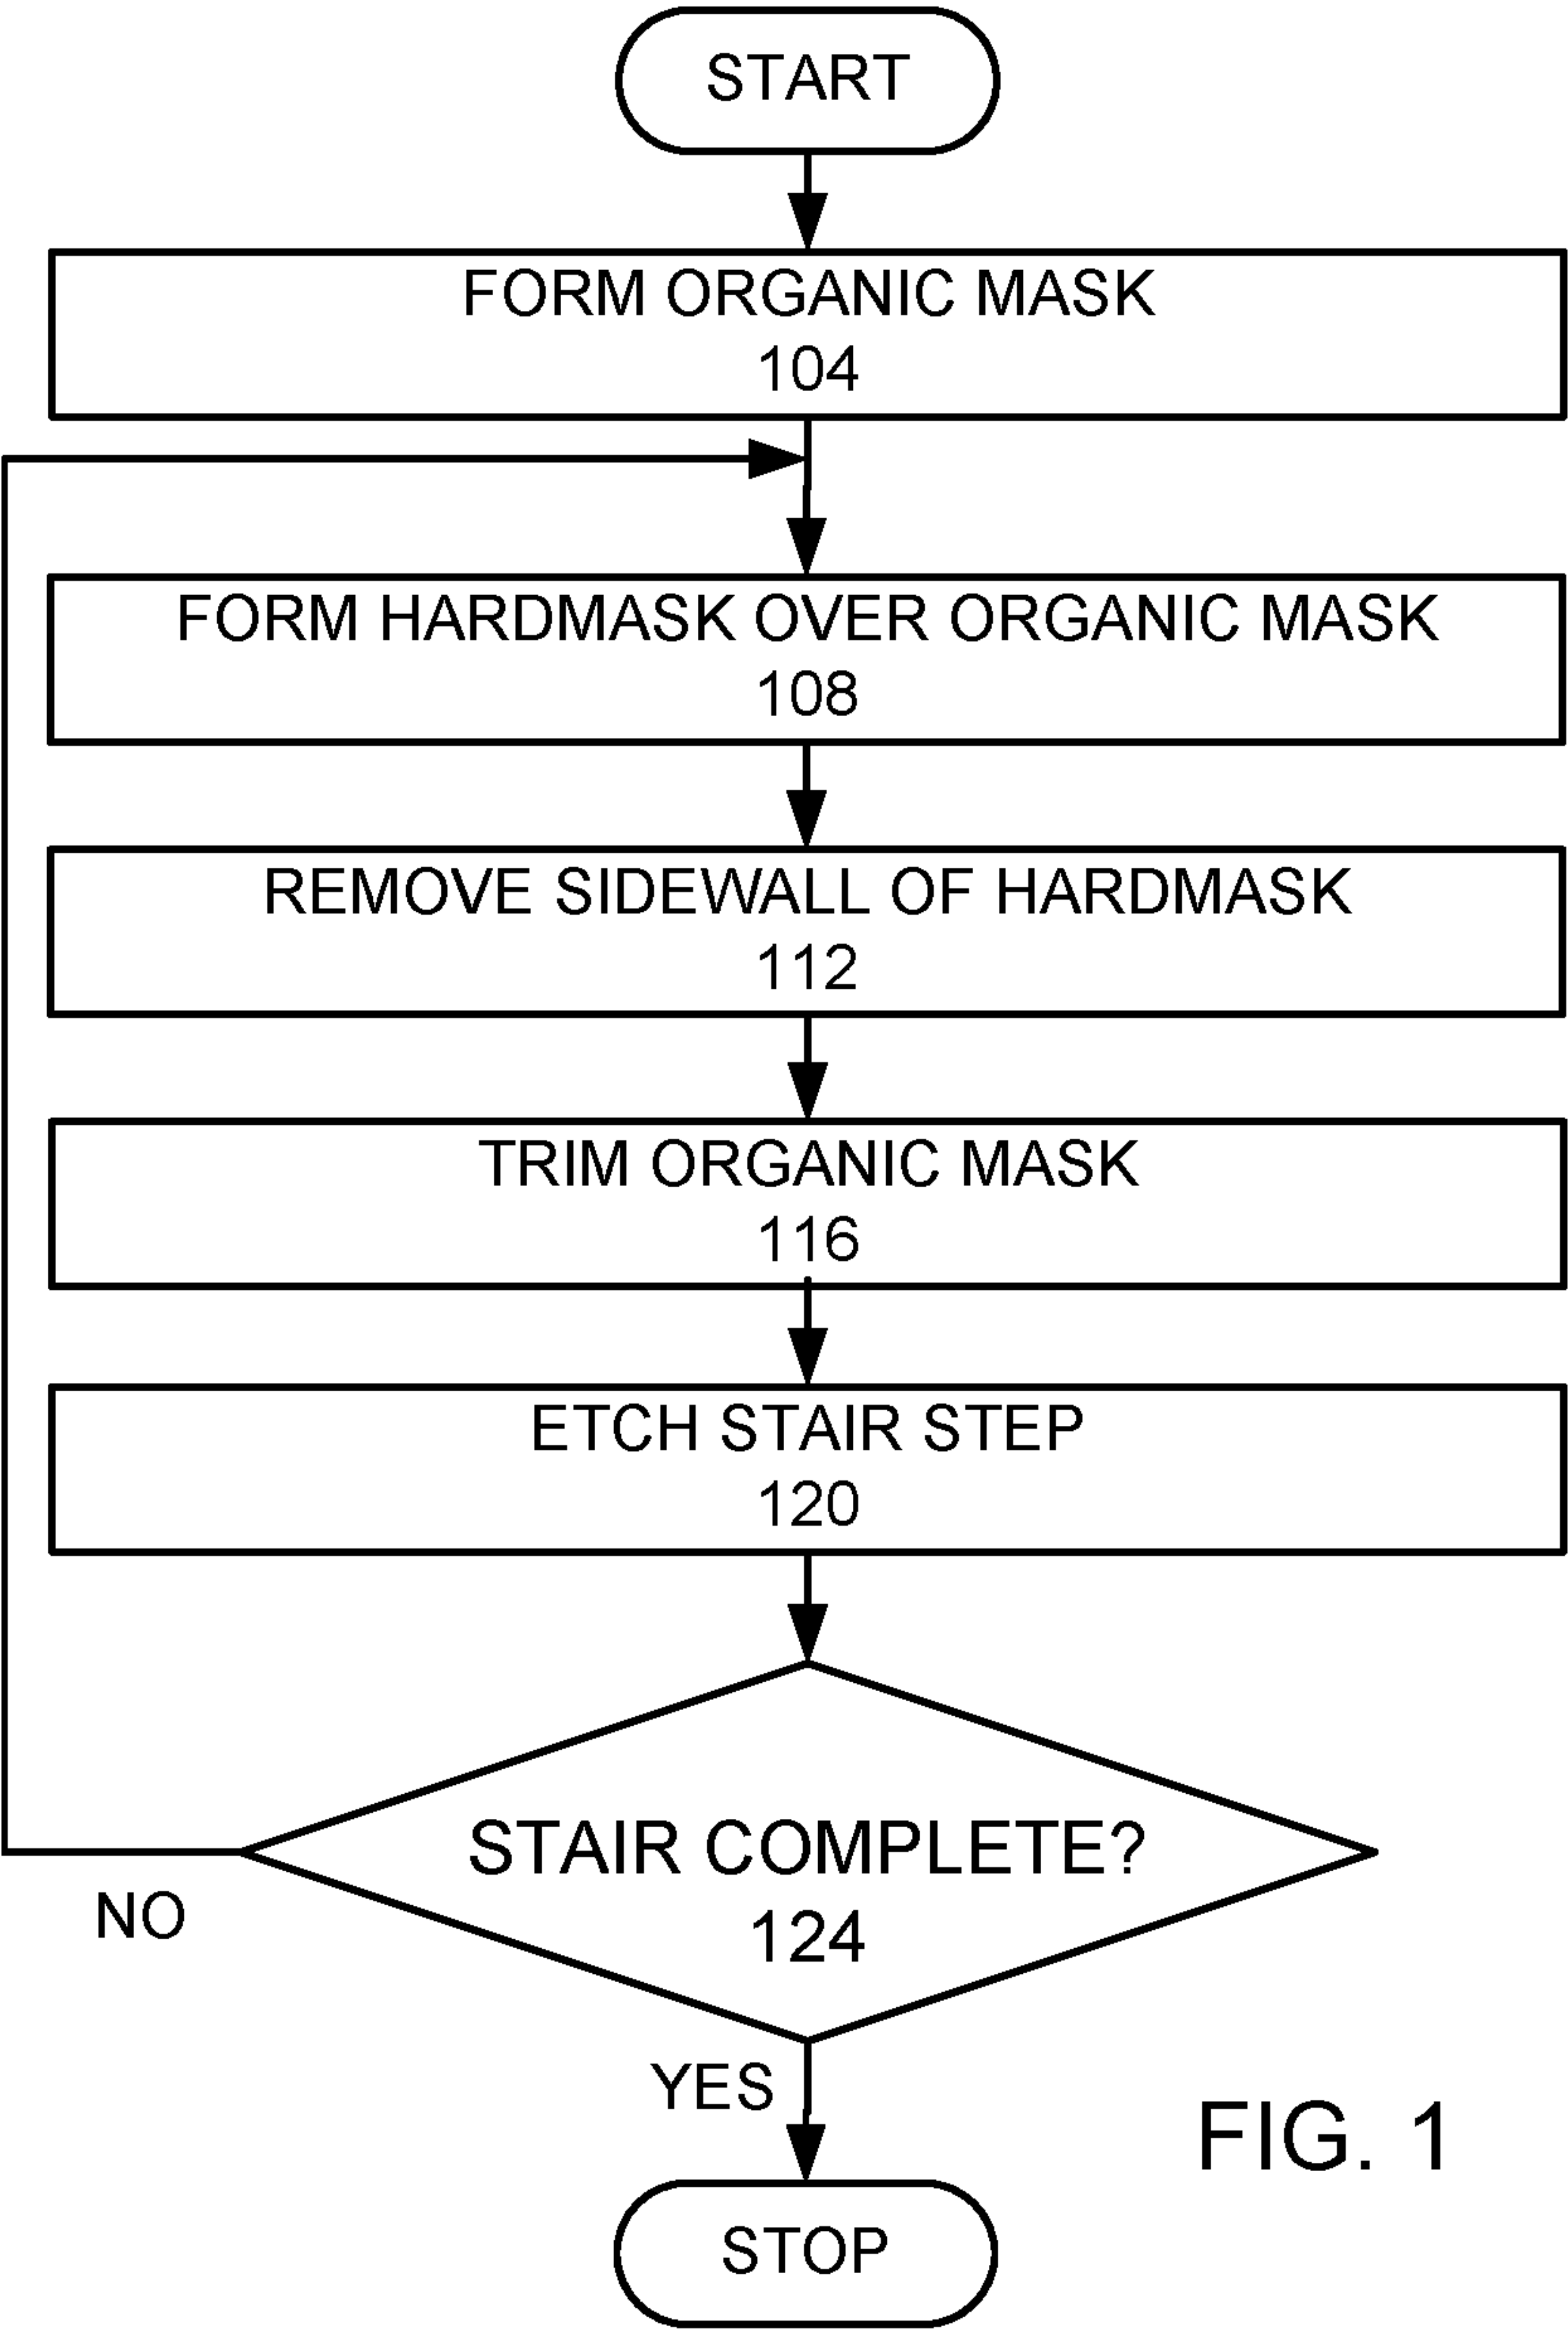 START
FORM ORGANIC MASK
104
FORM HARDMASK OVER ORGANIC MASK
108
REMOVE SIDEWALL OF HARDMASK
112
TRIM ORGANIC MASK
116
ETCH STAIR STEP
120
STAIR COMPLETE?
124
NO
YES
FIG. 1
STOP